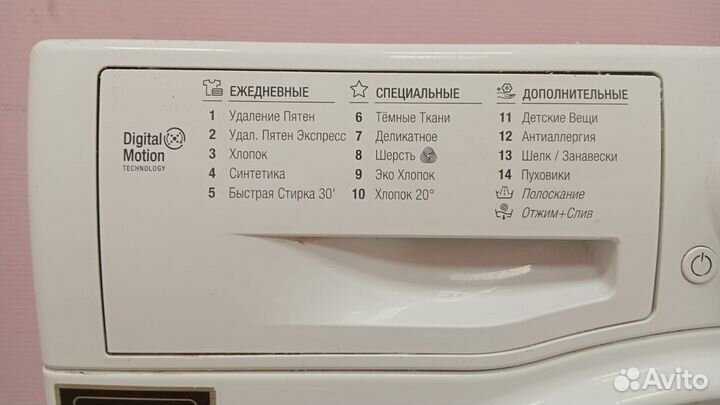 Digital
Motion
TECHNOLOGY
ЕЖЕДНЕВНЫЕ
1 Удаление Пятен
2 Удал. Пятен Экспресс
3 Хлопок
4 Синтетика
5 Быстрая Стирка 30'
СПЕЦИАЛЬНЫЕ
6 Тёмные Ткани
7 Деликатное
8 Шерсть
9 Эко Хлопок
10 Хлопок 20°
ДОПОЛНИТЕЛЬНЫЕ
11 Детские Вещи
12 Антиаллергия
13 Шелк / Занавески
14 Пуховики
Полоскание
Отжим+Слив
Avito